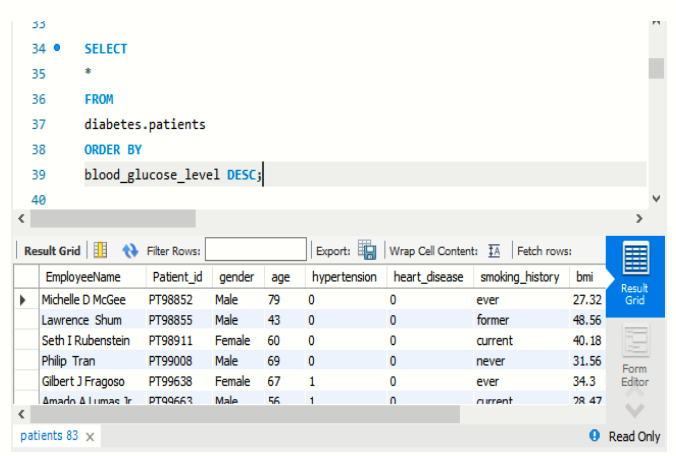 33
34 SELECT
35 *
36 FROM
37 diabetes.patients
38 ORDER BY
39 blood_glucose_level DESC;
40
Result Grid Filter Rows: Export: Wrap Cell Content: Fetch rows:
EmployeeName Patient_id gender age hypertension heart_disease smoking_history bmi
Michelle D McGee PT98852 Male 79 0 0 ever 27.32
Lawrence Shum PT98855 Male 43 0 0 former 48.56
Seth I Rubenstein PT98911 Female 60 0 0 current 40.18
Philip Tran PT99008 Male 69 0 0 never 31.56
Gilbert J Fragoso PT99638 Female 67 1 0 ever 34.3
Amado A Lumas Jr PT99663 Male 56 1 0 current 28.47
Result
Grid
Form
Editor
patients 83 Read Only